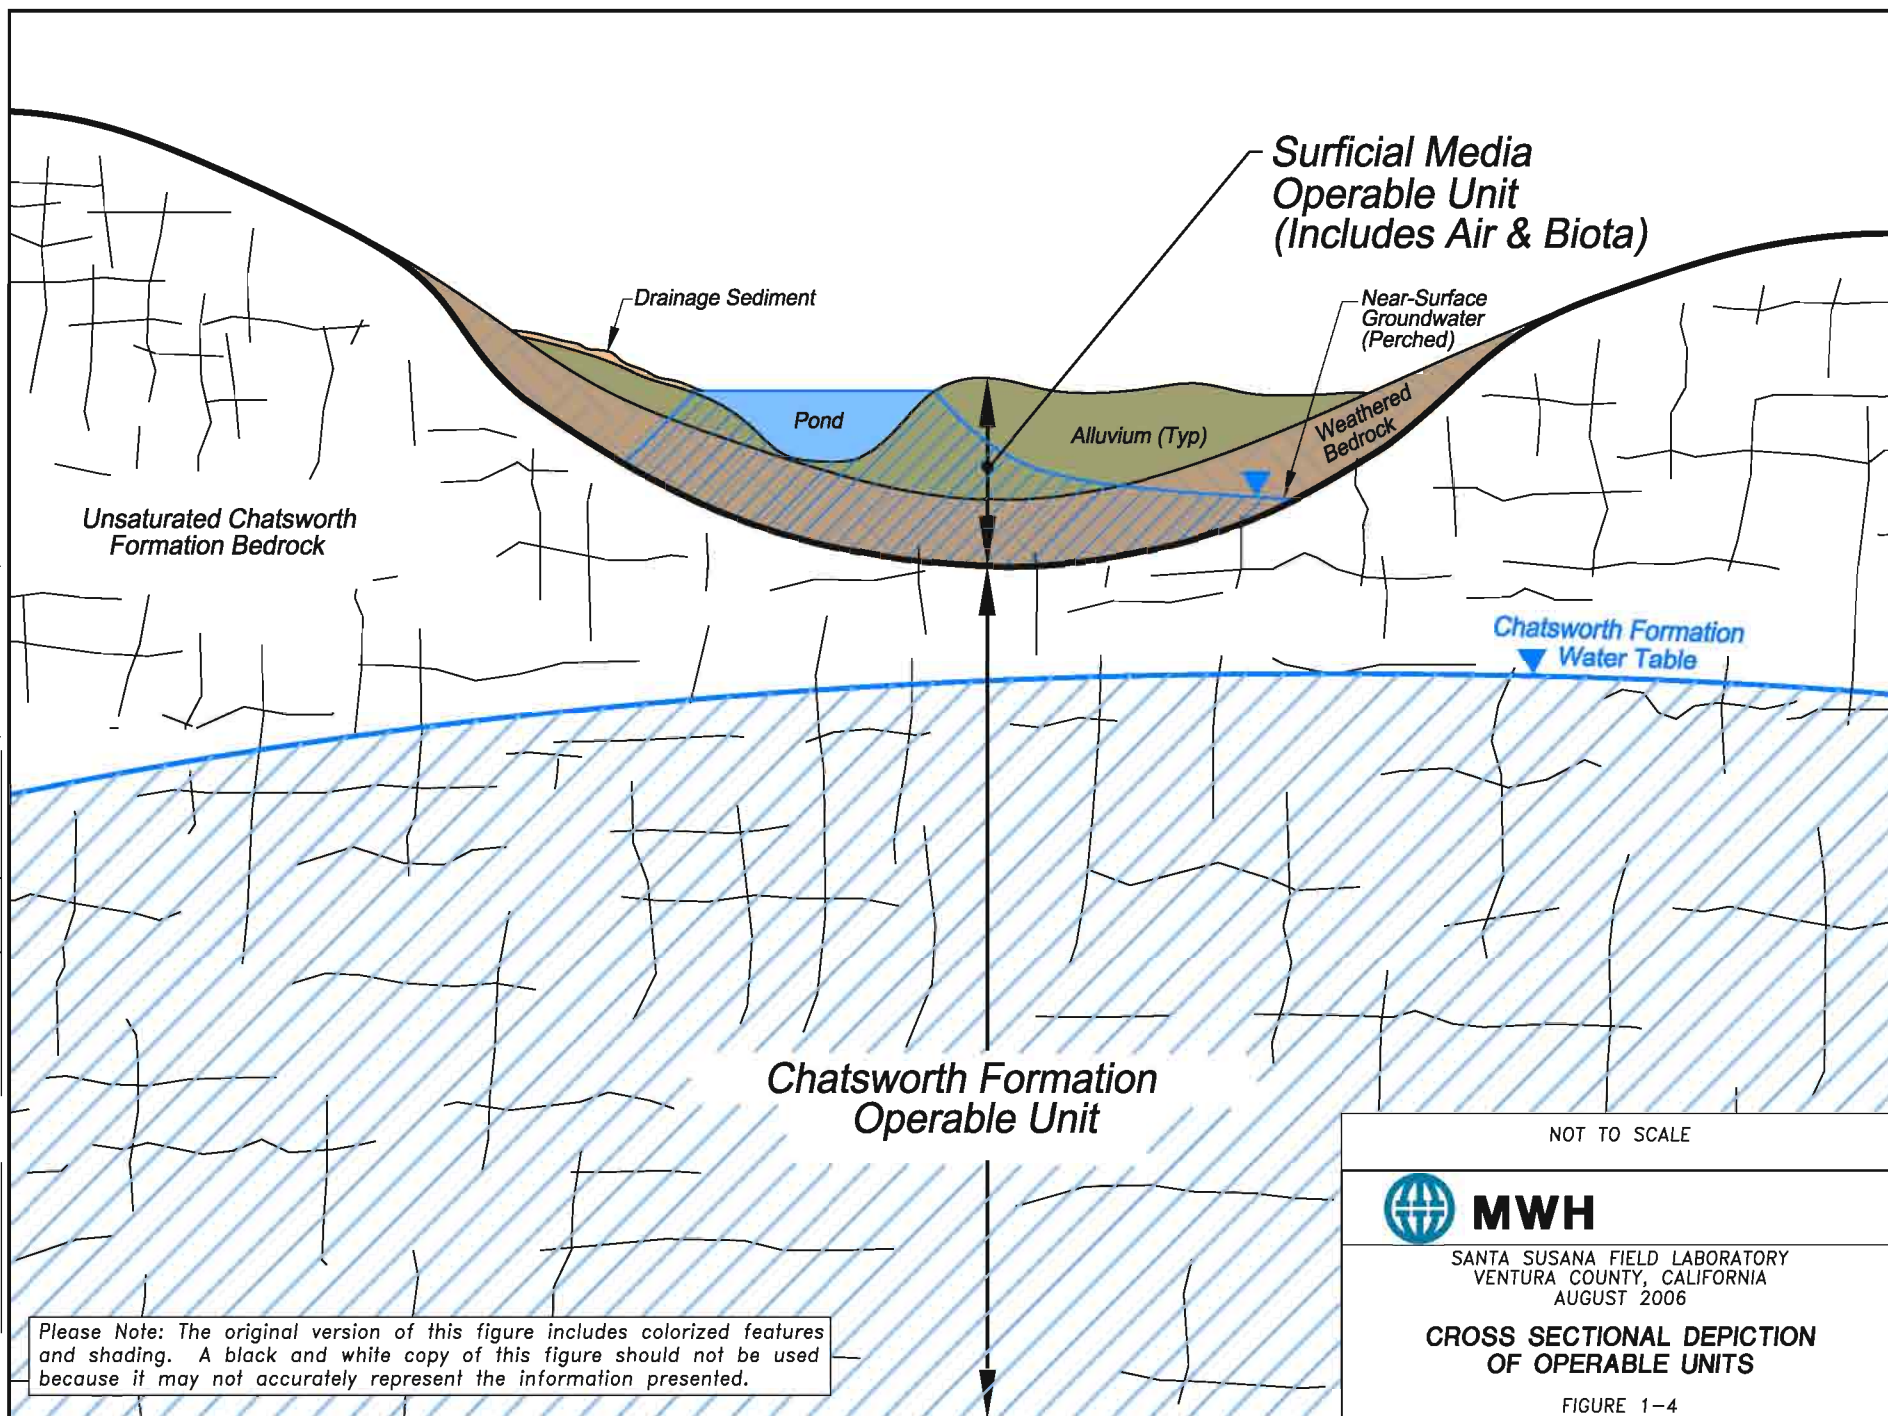 Surficial Media
Operable Unit
(Includes Air & Biota)
Drainage Sediment
Near-Surface
Groundwater
(Perched)
Pond
Alluvium (Typ)
Weathered
Bedrock
Unsaturated Chatsworth
Formation Bedrock
Chatsworth Formation
Water Table
Chatsworth Formation
Operable Unit
NOT TO SCALE
MWH
SANTA SUSANA FIELD LABORATORY
VENTURA COUNTY, CALIFORNIA
AUGUST 2006
CROSS SECTIONAL DEPICTION
OF OPERABLE UNITS
FIGURE 1-4
Please Note: The original version of this figure includes colorized features
and shading. A black and white copy of this figure should not be used
because it may not accurately represent the information presented.